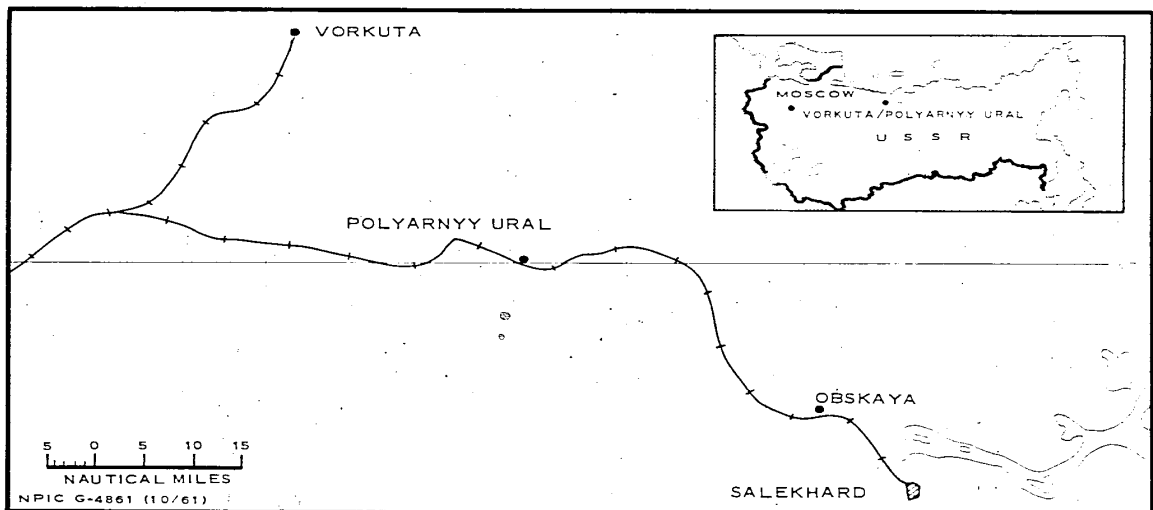 VORKUTA
MOSCOW
VORKUTA/POLYARNYY URAL
U S S R
POLYARNYY URAL
OBSKAYA
5 0 5 10 15
NAUTICAL MILES
SALEKHARD
NPIC G-4861 (10/61)